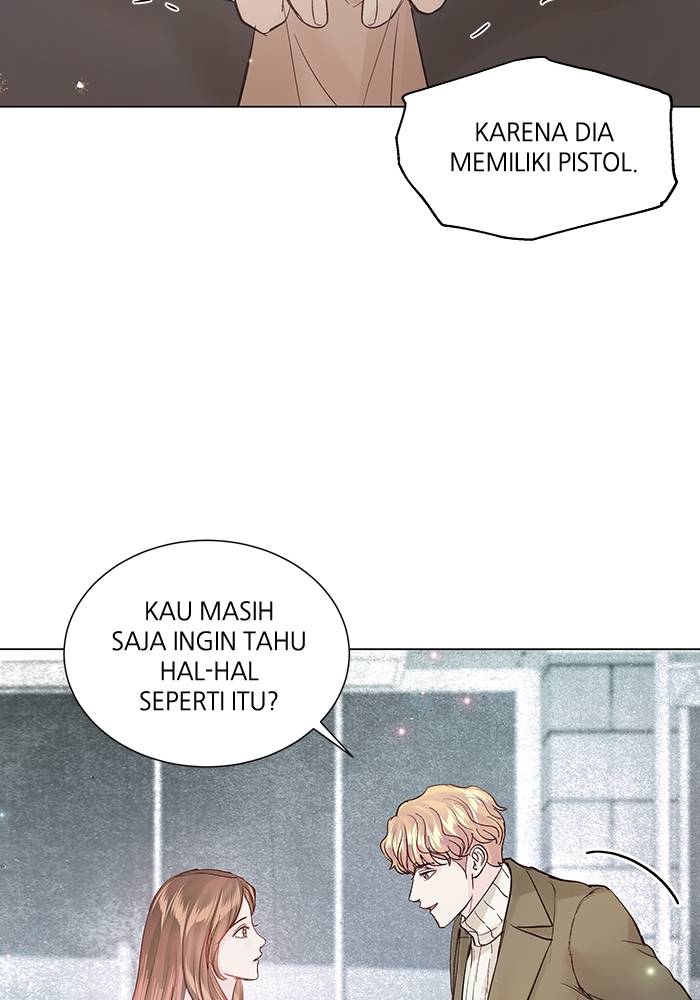 KARENA DIA
MEMILIKI PISTOL.
KAU MASIH
SAJA INGIN TAHU
HAL-HAL
SEPERTI ITU?